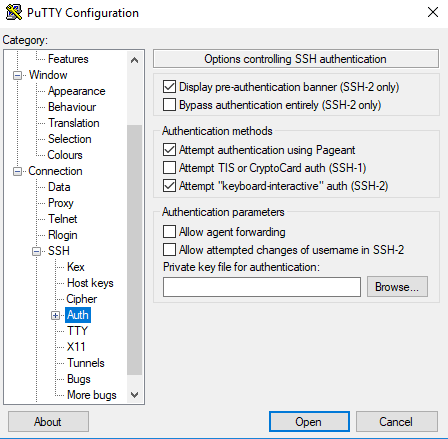 PuTTY Configuration
Category:
Features
Window
Appearance
Behaviour
Translation
Selection
Colours
Connection
Data
Proxy
Telnet
Rlogin
SSH
Kex
Host keys
Cipher
Auth
TTY
X11
Tunnels
Bugs
More bugs
Options controlling SSH authentication
Display pre-authentication banner (SSH-2 only)
Bypass authentication entirely (SSH-2 only)
Authentication methods
Attempt authentication using Pageant
Attempt TIS or CryptoCard auth (SSH-1)
Attempt "keyboard-interactive" auth (SSH-2)
Authentication parameters
Allow agent forwarding
Allow attempted changes of username in SSH-2
Private key file for authentication:
Browse...
About
Open
Cancel